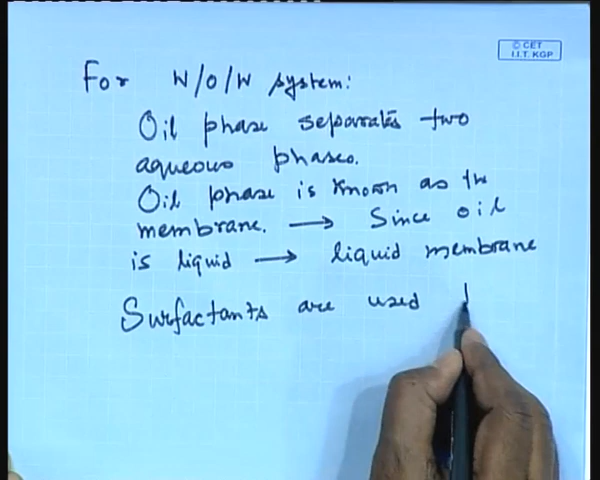 © CET
I.I.T. KGP
For W/O/W system:
Oil phase separates two
aqueous phases.
Oil phase is known as the
membrane. → Since oil
is liquid → liquid membrane
Surfactants are used